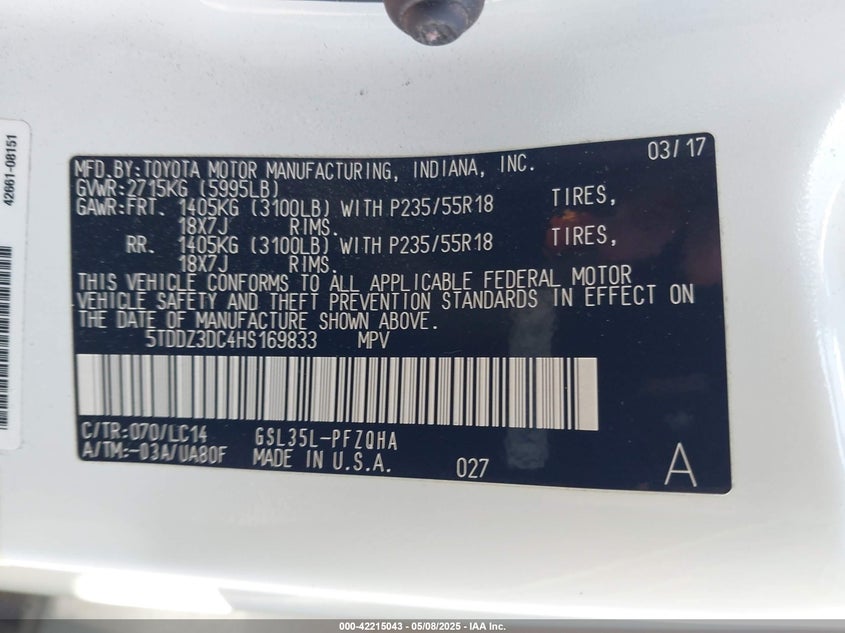 42661-08151
MFD.BY:TOYOTA MOTOR MANUFACTURING, INDIANA, INC. 03/17
GVWR:2715KG (5995LB)
GAWR:FRT. 1405KG (3100LB) WITH P235/55R18 TIRES,
18X7J RIMS.
RR. 1405KG (3100LB) WITH P235/55R18 TIRES,
18X7J RIMS.
THIS VEHICLE CONFORMS TO ALL APPLICABLE FEDERAL MOTOR
VEHICLE SAFETY AND THEFT PREVENTION STANDARDS IN EFFECT ON
THE DATE OF MANUFACTURE SHOWN ABOVE.
5TDDZ3DC4HS169833 MPV
C/TR:070/LC14 GSL35L-PFZQHA
A/TM:-03A/UA80F MADE IN U.S.A. 027 A
000-42215043 - 05/08/2025 - IAA Inc.